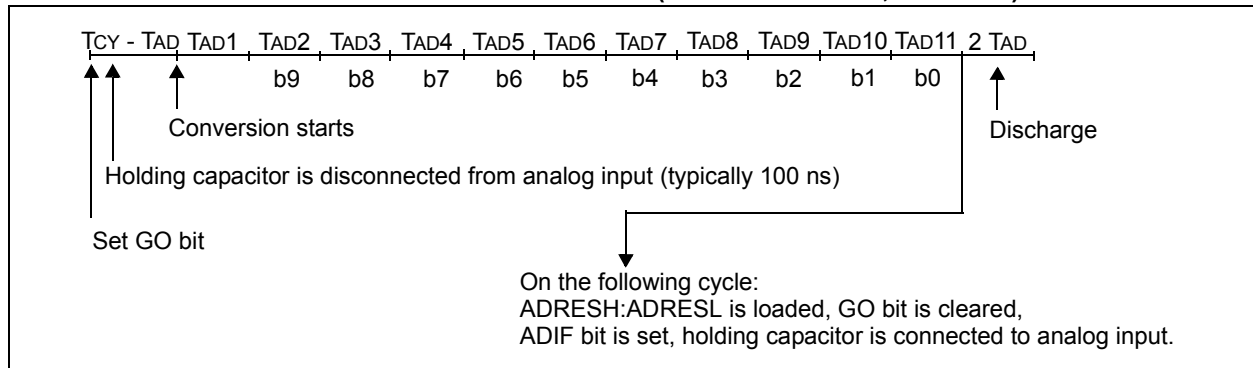 TCY - TAD TAD1 TAD2 TAD3 TAD4 TAD5 TAD6 TAD7 TAD8 TAD9 TAD10 TAD11 2 TAD
b9 b8 b7 b6 b5 b4 b3 b2 b1 b0
Conversion starts
Discharge
Holding capacitor is disconnected from analog input (typically 100 ns)
Set GO bit
On the following cycle:
ADRESH:ADRESL is loaded, GO bit is cleared,
ADIF bit is set, holding capacitor is connected to analog input.